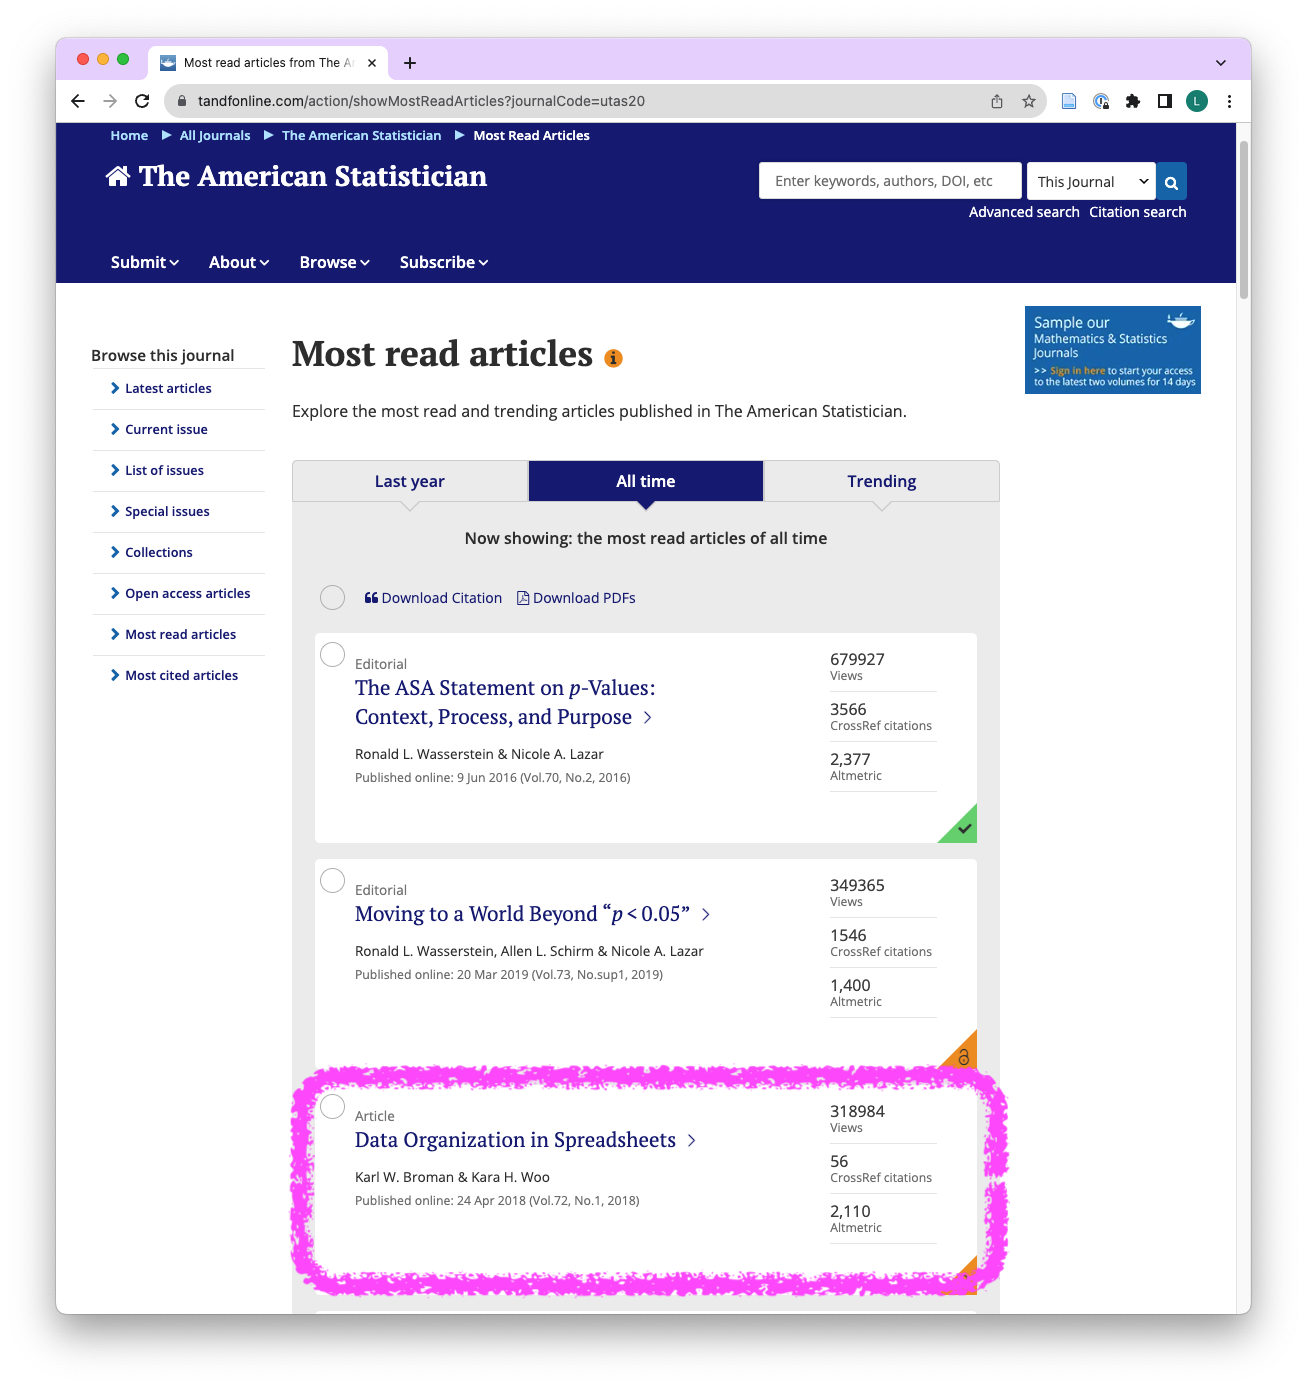 Most read articles from The A
tandfonline.com/action/showMostReadArticles?journalCode=utas20
L
Home All Journals The American Statistician Most Read Articles
The American Statistician
Enter keywords, authors, DOI, etc
This Journal
Advanced search Citation search
Submit About Browse Subscribe
Browse this journal
Latest articles
Current issue
List of issues
Special issues
Collections
Open access articles
Most read articles
Most cited articles
Most read articles
Explore the most read and trending articles published in The American Statistician.
Sample our
Mathematics & Statistics
Journals
>> Sign in here to start your access
to the latest two volumes for 14 days
Last year All time Trending
Now showing: the most read articles of all time
Download Citation Download PDFs
Editorial
The ASA Statement on p-Values:
Context, Process, and Purpose
Ronald L. Wasserstein & Nicole A. Lazar
Published online: 9 Jun 2016 (Vol.70, No.2, 2016)
679927
Views
3566
CrossRef citations
2,377
Altmetric
Editorial
Moving to a World Beyond “p < 0.05”
Ronald L. Wasserstein, Allen L. Schirm & Nicole A. Lazar
Published online: 20 Mar 2019 (Vol.73, No.sup1, 2019)
349365
Views
1546
CrossRef citations
1,400
Altmetric
Article
Data Organization in Spreadsheets
Karl W. Broman & Kara H. Woo
Published online: 24 Apr 2018 (Vol.72, No.1, 2018)
318984
Views
56
CrossRef citations
2,110
Altmetric